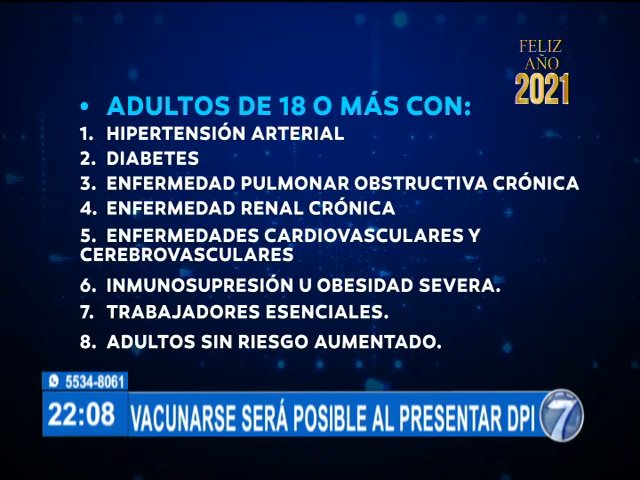 FELIZ
AÑO
2021
• ADULTOS DE 18 O MÁS CON:
1. HIPERTENSIÓN ARTERIAL
2. DIABETES
3. ENFERMEDAD PULMONAR OBSTRUCTIVA CRÓNICA
4. ENFERMEDAD RENAL CRÓNICA
5. ENFERMEDADES CARDIOVASCULARES Y
CEREBROVASCULARES
6. INMUNOSUPRESIÓN U OBESIDAD SEVERA.
7. TRABAJADORES ESENCIALES.
8. ADULTOS SIN RIESGO AUMENTADO.
5534-8061
22:08 VACUNARSE SERÁ POSIBLE AL PRESENTAR DPI 7